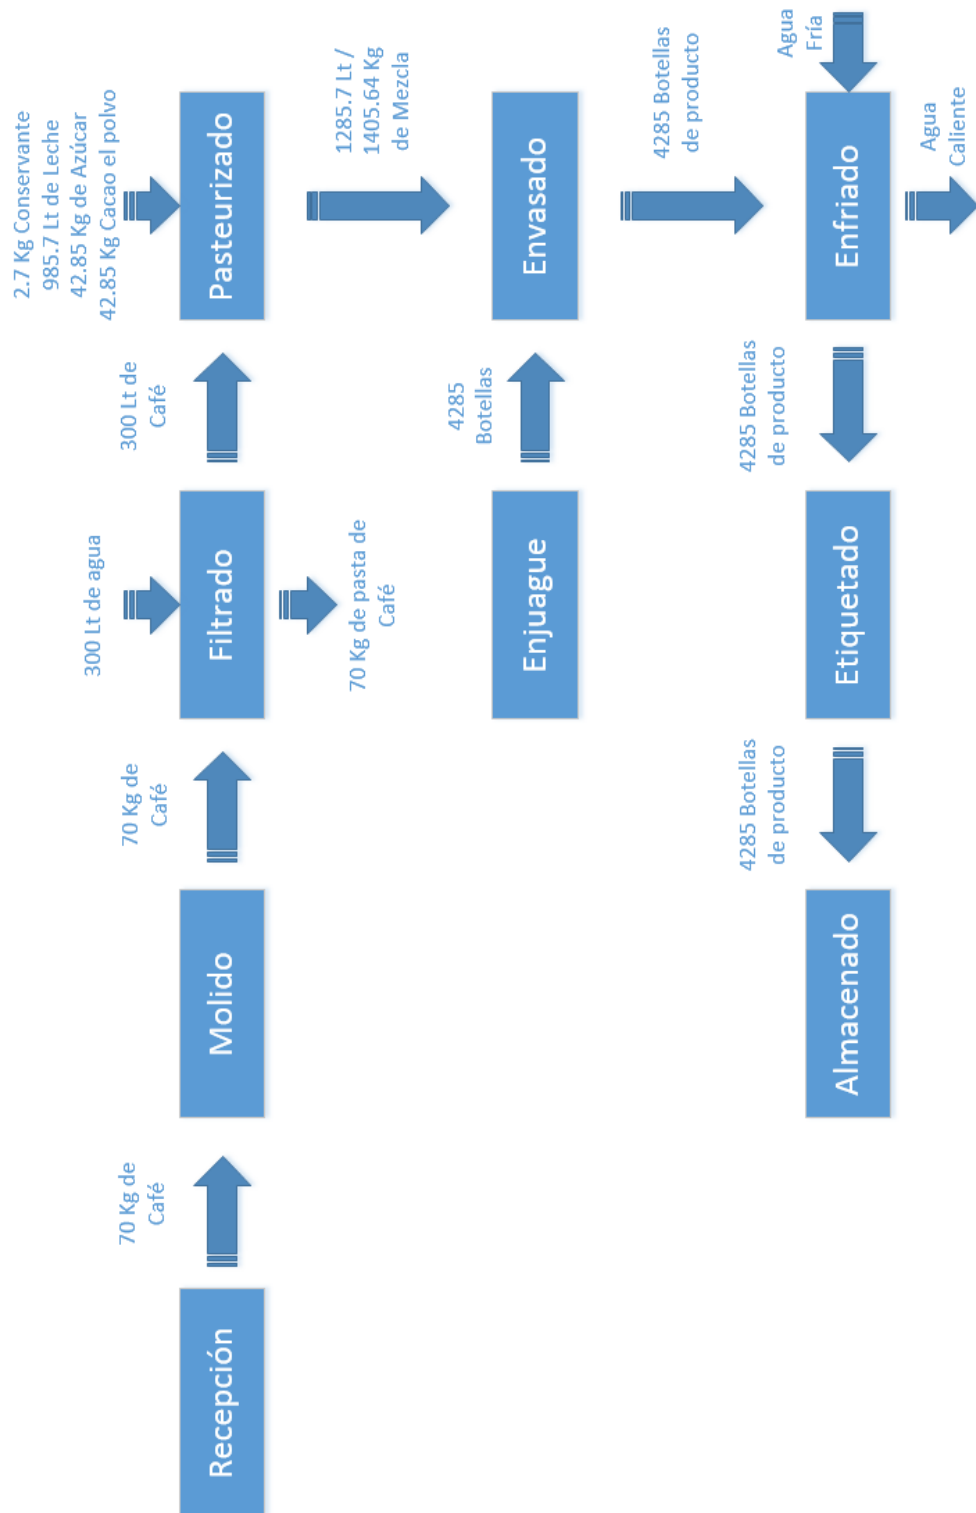 Recepción
70 Kg de
Café
Molido
70 Kg de
Café
300 Lt de agua
Filtrado
70 Kg de pasta de
Café
300 Lt de
Café
2.7 Kg Conservante
985.7 Lt de Leche
42.85 Kg de Azúcar
42.85 Kg Cacao el polvo
Pasteurizado
1285.7 Lt /
1405.64 Kg
de Mezcla
Enjuague
4285
Botellas
Envasado
4285 Botellas
de producto
Agua
Fría
Enfriado
Agua
Caliente
4285 Botellas
de producto
Etiquetado
4285 Botellas
de producto
Almacenado